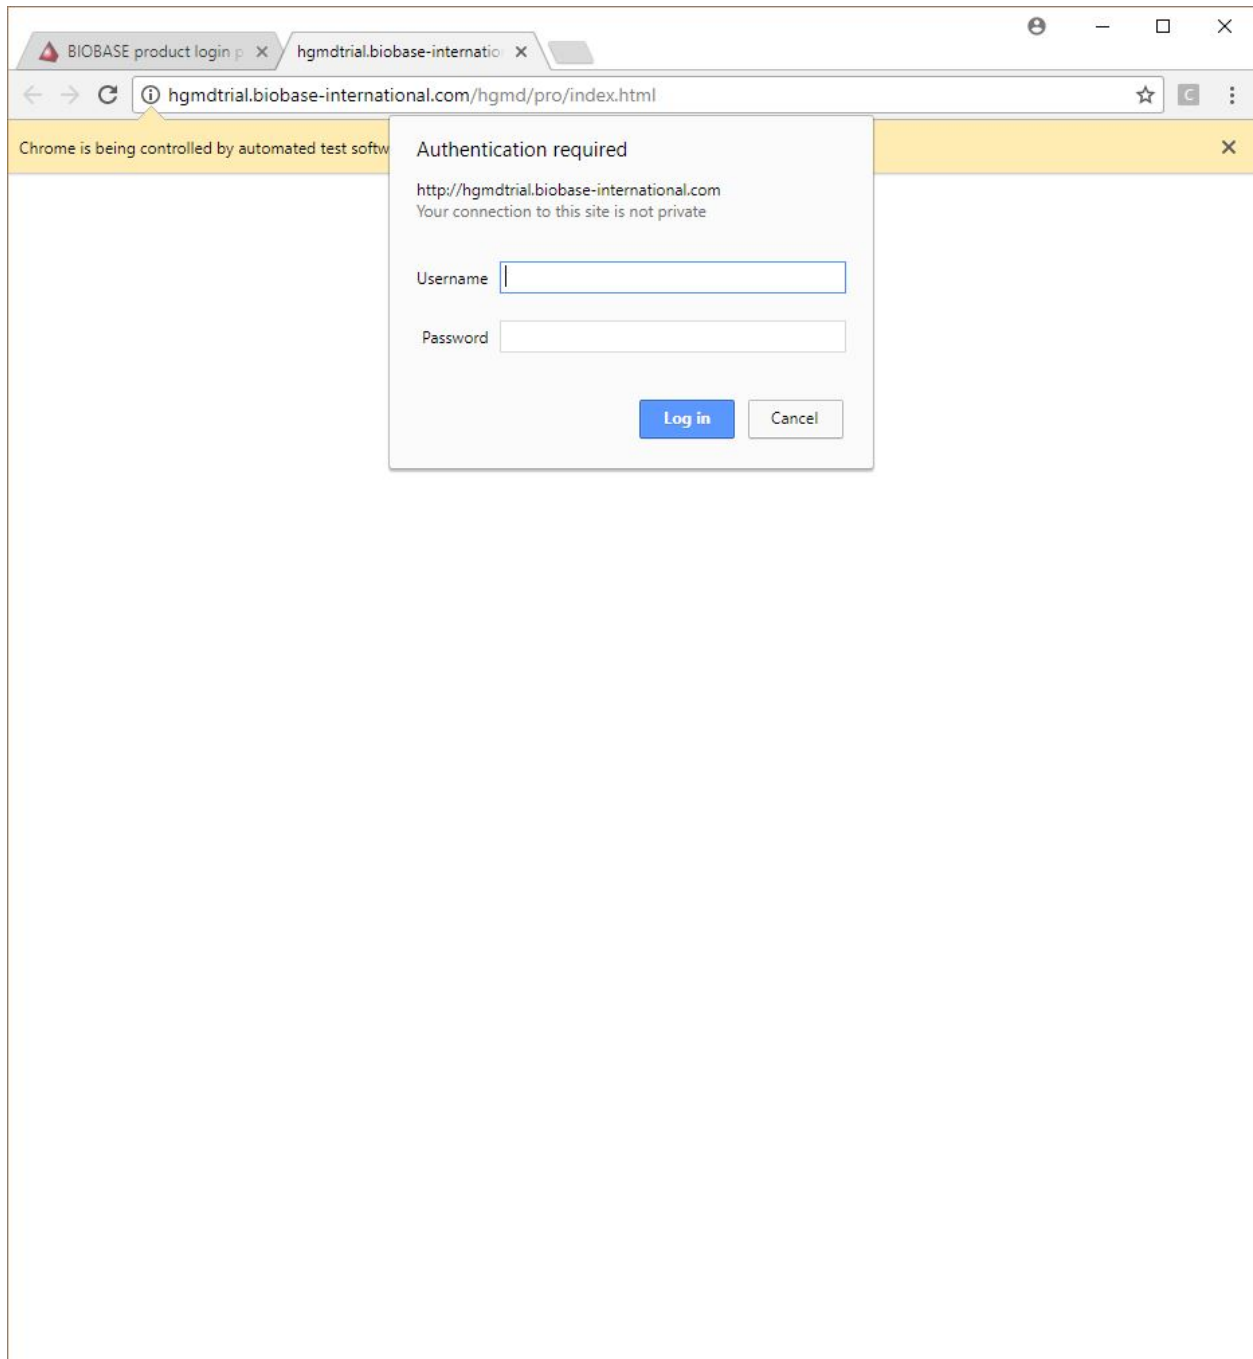 BIOBASE product login p
hgmdtrial.biobase-internatio
hgmdtrial.biobase-international.com/hgmd/pro/index.html
C
Chrome is being controlled by automated test softw
Authentication required
http://hgmdtrial.biobase-international.com
Your connection to this site is not private
Username
Password
Log in
Cancel